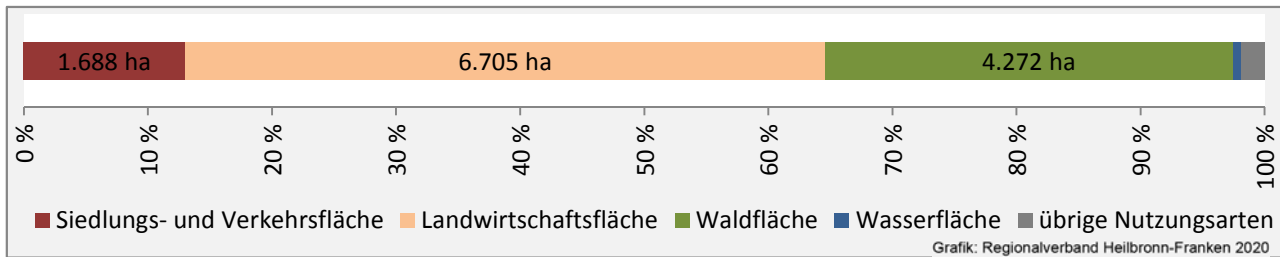 1.688 ha 6.705 ha 4.272 ha
0 % 10 % 20 % 30 % 40 % 50 % 60 % 70 % 80 % 90 % 100 %
Siedlungs- und Verkehrsfläche Landwirtschaftsfläche Waldfläche Wasserfläche übrige Nutzungsarten
Grafik: Regionalverband Heilbronn-Franken 2020